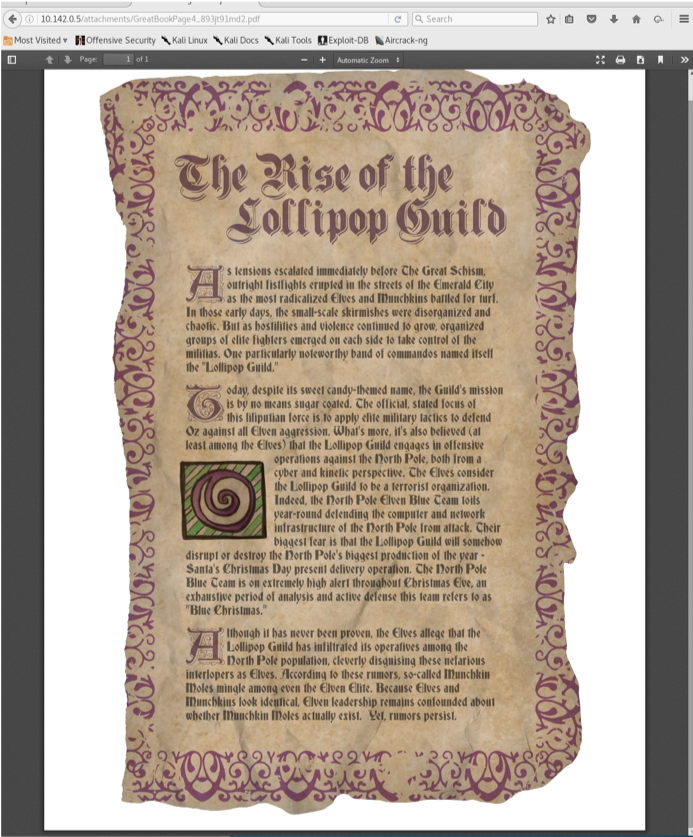 10.142.0.5/attachments/GreatBookPage4_893jt91md2.pdf
Search
Most Visited
Offensive Security
Kali Linux
Kali Docs
Kali Tools
Exploit-DB
Aircrack-ng
Page: 1 of 1
Automatic Zoom
The Rise of the
Lollipop Guild
As tensions escalated immediately before The Great Schism,
outright fistfights erupted in the streets of the Emerald City
as the most radicalized Elves and Munchkins battled for turf.
In those early days, the small-scale skirmishes were disorganized and
chaotic. But as hostilities and violence continued to grow, organized
groups of elite fighters emerged on each side to take control of the
militias. One particularly noteworthy band of commandos named itself
the "Lollipop Guild."
Today, despite its sweet candy-themed name, the Guild's mission
is by no means sugar coated. The official, stated focus of
this liliputian force is to apply elite military tactics to defend
Oz against all Elven aggression. What's more, it's also believed (at
least among the Elves) that the Lollipop Guild engages in offensive
operations against the North Pole, both from a
cyber and kinetic perspective. The Elves consider
the Lollipop Guild to be a terrorist organization.
Indeed, the North Pole Elven Blue Team toils
year-round defending the computer and network
infrastructure of the North Pole from attack. Their
biggest fear is that the Lollipop Guild will somehow
disrupt or destroy the North Pole's biggest production of the year -
Santa's Christmas Day present delivery operation. The North Pole
Blue Team is on extremely high alert throughout Christmas Eve, an
exhaustive period of analysis and active defense this team refers to as
"Blue Christmas."
Although it has never been proven, the Elves allege that the
Lollipop Guild has infiltrated its operatives among the
North Pole population, cleverly disguising these nefarious
interlopers as Elves. According to these rumors, so-called Munchkin
Moles mingle among even the Elven Elite. Because Elves and
Munchkins look identical, Elven leadership remains confounded about
whether Munchkin Moles actually exist. Yet, rumors persist.